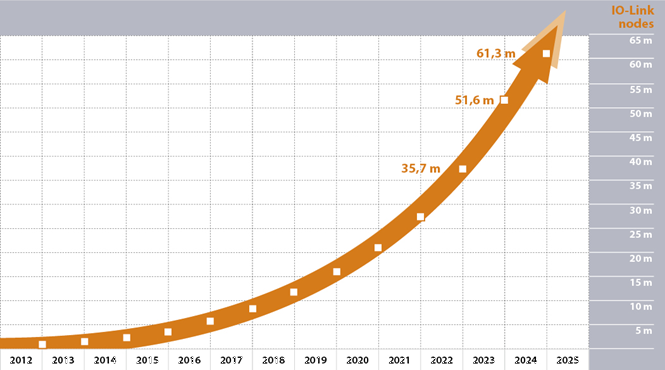 IO-Link
nodes
65 m
61,3 m
60 m
55 m
51,6 m
50 m
45 m
40 m
35,7 m
35 m
30 m
25 m
20 m
15 m
10 m
5 m
2012 2013 2014 2015 2016 2017 2018 2019 2020 2021 2022 2023 2024 2025